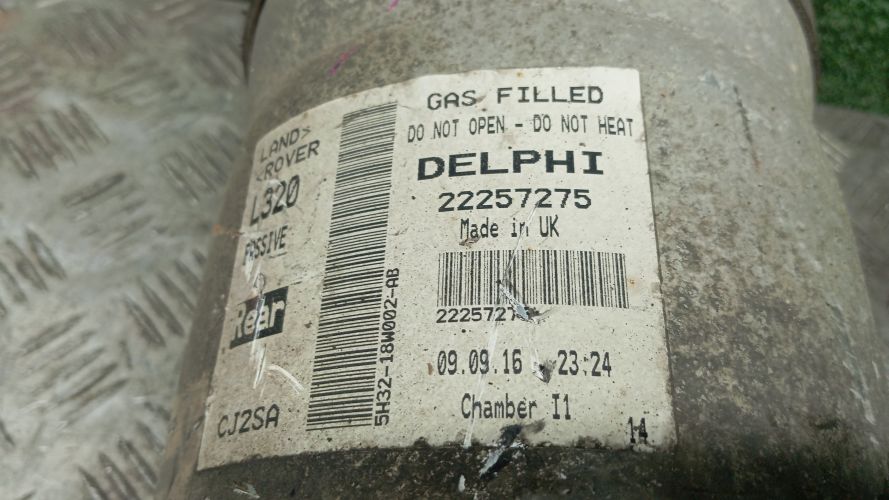 GAS FILLED
DO NOT OPEN - DO NOT HEAT
DELPHI
22257275
Made in UK
09.09.16 23:24
Chamber I1
14
LAND>
<ROVER
L320
PASSIVE
Rear
CJ2SA
5H32-18W002-AB